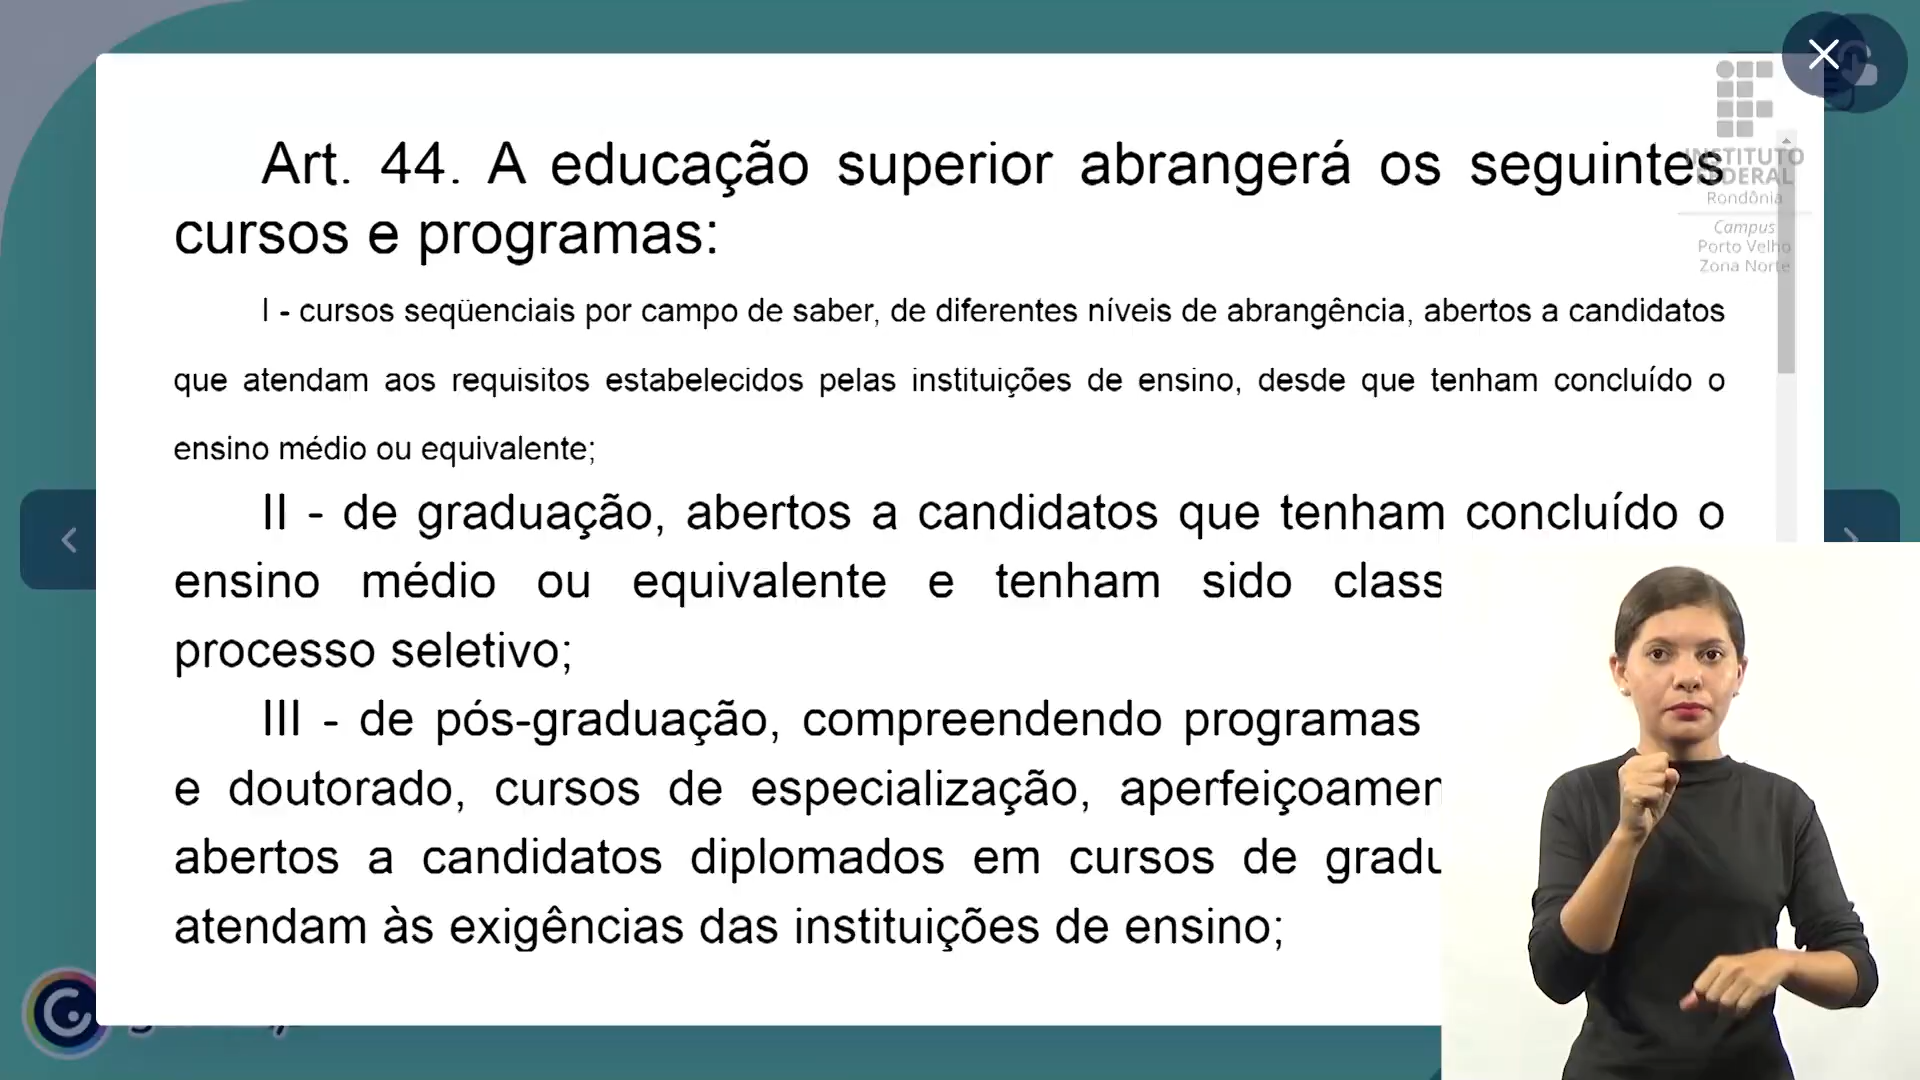 Art. 44. A educação superior abrangerá os seguintes
cursos e programas:
I - cursos seqüenciais por campo de saber, de diferentes níveis de abrangência, abertos a candidatos
que atendam aos requisitos estabelecidos pelas instituições de ensino, desde que tenham concluído o
ensino médio ou equivalente;
II - de graduação, abertos a candidatos que tenham concluído o
ensino médio ou equivalente e tenham sido class
processo seletivo;
III - de pós-graduação, compreendendo programas
e doutorado, cursos de especialização, aperfeiçoamen
abertos a candidatos diplomados em cursos de gradu
atendam às exigências das instituições de ensino;
INSTITUTO
FEDERAL
Rondônia
Campus
Porto Velho
Zona Norte